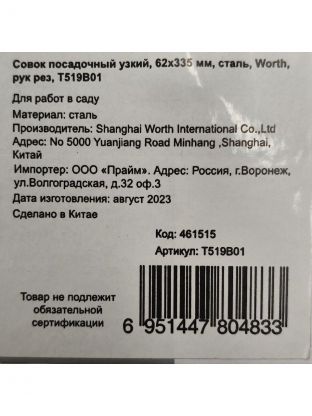 Совок посадочный узкий, 62х335 мм, сталь, Worth,
рук рез, T519B01
Для работ в саду
Материал: сталь
Производитель: Shanghai Worth International Co.,Ltd
Адрес: No 5000 Yuanjiang Road Minhang ,Shanghai,
Китай
Импортер: ООО «Прайм». Адрес: Россия, г.Воронеж,
ул.Волгоградская, д.32 оф.3
Дата изготовления: август 2023
Сделано в Китае
Код: 461515
Артикул: T519B01
Товар не подлежит
обязательной
сертификации
6 951447 804833